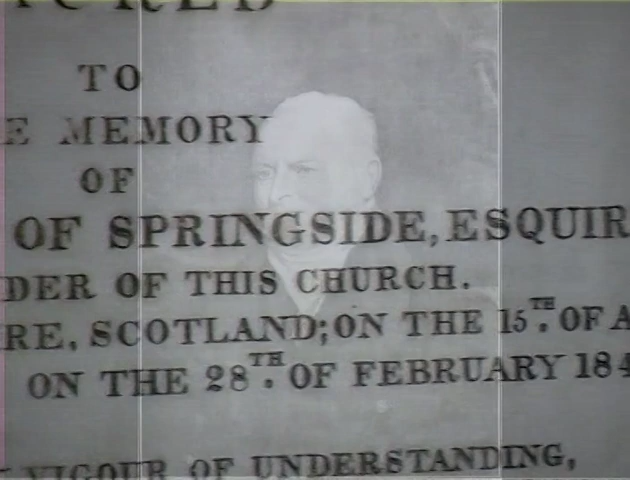 TO
E MEMORY
OF
OF SPRINGSIDE, ESQUIR
DER OF THIS CHURCH.
RE, SCOTLAND; ON THE 15TH. OF A
ON THE 28TH. OF FEBRUARY 184
VIGOUR OF UNDERSTANDING,